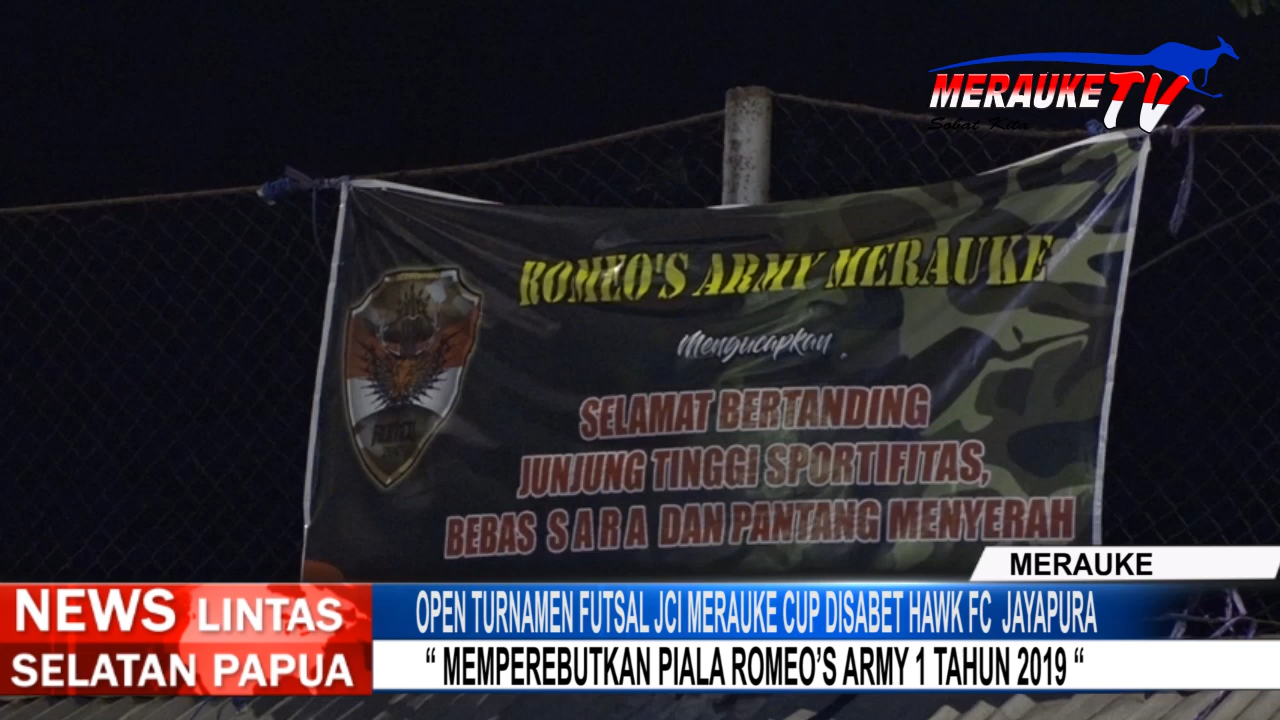 MERAUKE TV
Sobat Kita
ROMEO'S ARMY MERAUKE
Mengucapkan
SELAMAT BERTANDING
JUNJUNG TINGGI SPORTIFITAS,
BEBAS S A R A DAN PANTANG MENYERAH
MERAUKE
NEWS LINTAS
SELATAN PAPUA
OPEN TURNAMEN FUTSAL JCI MERAUKE CUP DISABET HAWK FC JAYAPURA
“ MEMPEREBUTKAN PIALA ROMEO’S ARMY 1 TAHUN 2019 “